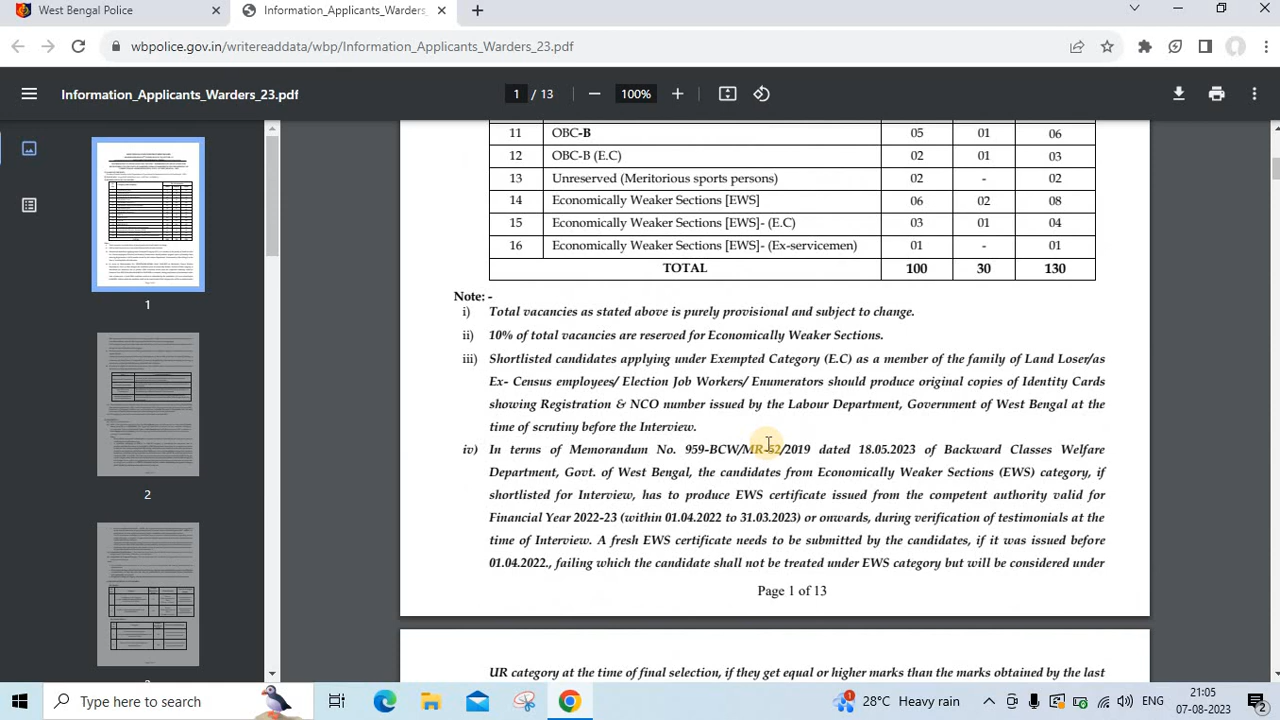 West Bengal Police
Information_Applicants_Warders_
wbpolice.gov.in/writereaddata/wbp/Information_Applicants_Warders_23.pdf
Information_Applicants_Warders_23.pdf
1 / 13
100%
11 OBC-B 05 01 06
12 OBC-B (E.C) 02 01 03
13 Unreserved (Meritorious sports persons) 02 - 02
14 Economically Weaker Sections [EWS] 06 02 08
15 Economically Weaker Sections [EWS]- (E.C) 03 01 04
16 Economically Weaker Sections [EWS]- (Ex-servicemen) 01 - 01
TOTAL 100 30 130
Note: -
i) Total vacancies as stated above is purely provisional and subject to change.
ii) 10% of total vacancies are reserved for Economically Weaker Sections.
iii) Shortlisted candidates applying under Exempted Category (E.C) as a member of the family of Land Loser/as
Ex- Census employees/ Election Job Workers/ Enumerators should produce original copies of Identity Cards
showing Registration & NCO number issued by the Labour Department, Government of West Bengal at the
time of scrutiny before the Interview.
iv) In terms of Memorandum No. 959-BCW/MR-52/2019 dated 18.05.2023 of Backward Classes Welfare
Department, Govt. of West Bengal, the candidates from Economically Weaker Sections (EWS) category, if
shortlisted for Interview, has to produce EWS certificate issued from the competent authority valid for
Financial Year 2022-23 (within 01.04.2022 to 31.03.2023) or onwards, during verification of testimonials at the
time of Interview. A fresh EWS certificate needs to be submitted by the candidates, if it was issued before
01.04.2022., failing which the candidate shall not be treated under EWS category but will be considered under
Page 1 of 13
UR category at the time of final selection, if they get equal or higher marks than the marks obtained by the last
1
2
Type here to search
28°C Heavy rain
ENG
21:05
07-08-2023
2